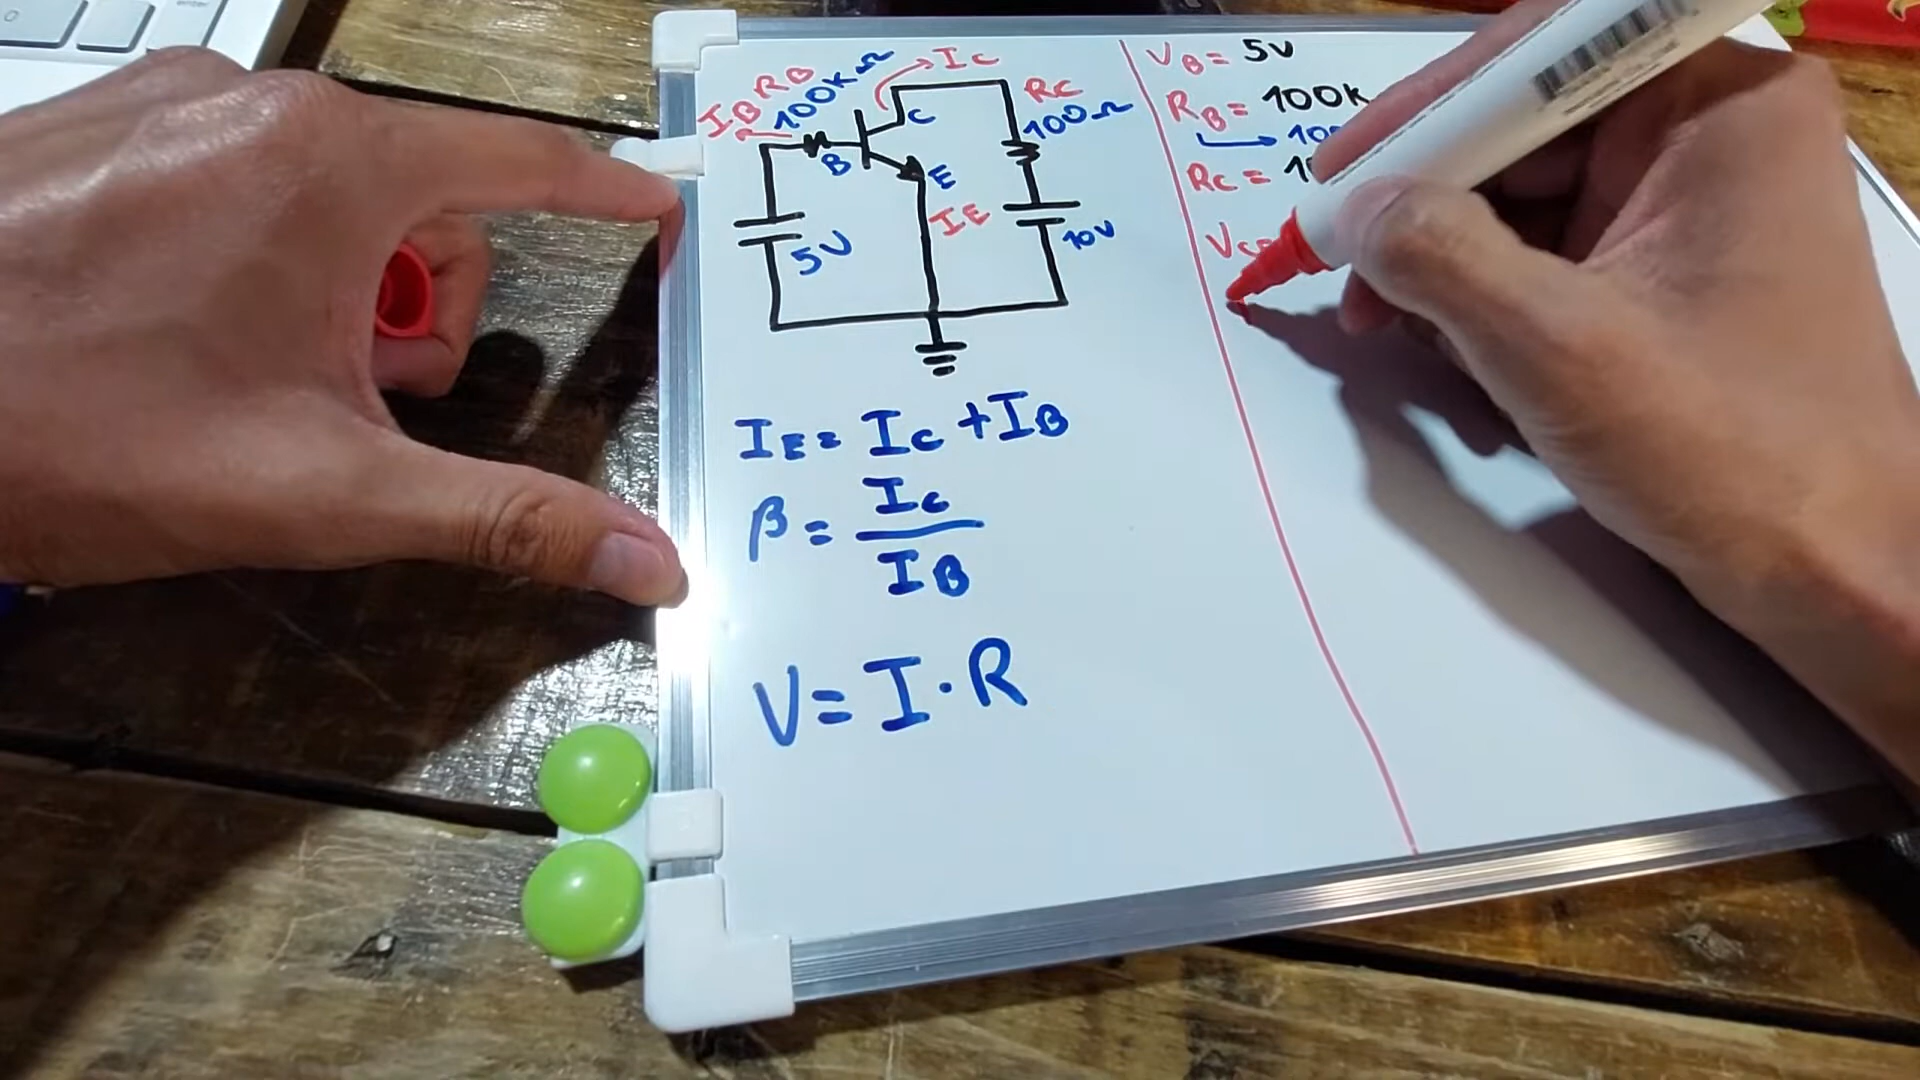 enter
IC
IB RB
100KΩ
C
RC
100Ω
B
E
IE
5V
10V
IE = IC + IB
β = IC
IB
V = I · R
VB = 5V
RB = 100K
RC =